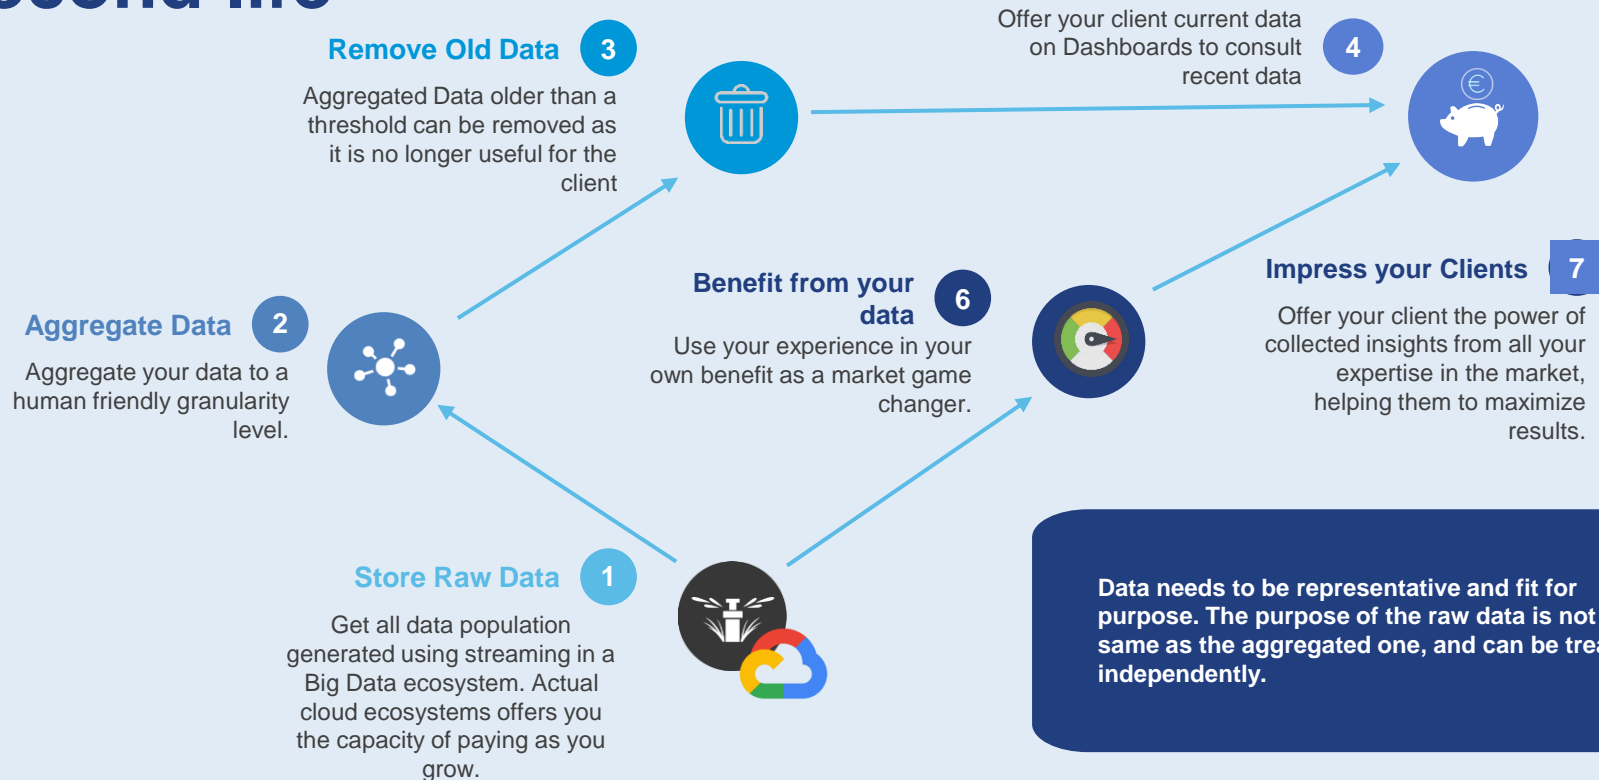 second life
Remove Old Data 3
Aggregated Data older than a
threshold can be removed as
it is no longer useful for the
client
Offer your client current data
on Dashboards to consult
recent data
4
€
Aggregate Data 2
Aggregate your data to a
human friendly granularity
level.
Benefit from your
data
6
Use your experience in your
own benefit as a market game
changer.
Impress your Clients 7
Offer your client the power of
collected insights from all your
expertise in the market,
helping them to maximize
results.
Store Raw Data 1
Get all data population
generated using streaming in a
Big Data ecosystem. Actual
cloud ecosystems offers you
the capacity of paying as you
grow.
Data needs to be representative and fit for
purpose. The purpose of the raw data is not
same as the aggregated one, and can be
independently.